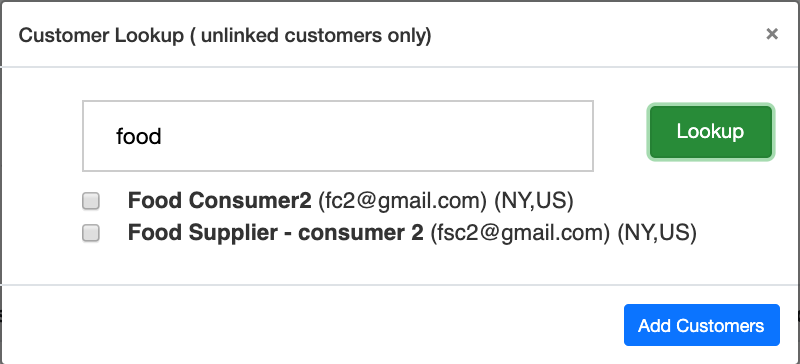 Customer Lookup ( unlinked customers only)
×
food
Lookup
Food Consumer2 (fc2@gmail.com) (NY,US)
Food Supplier - consumer 2 (fsc2@gmail.com) (NY,US)
Add Customers